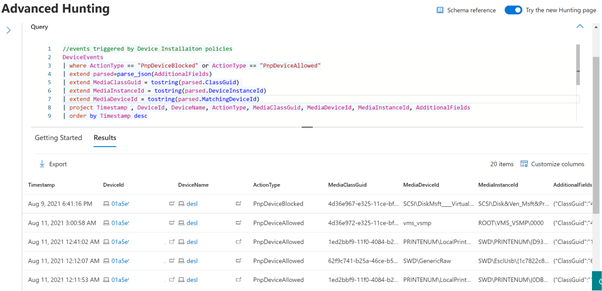 Advanced Hunting
Schema reference
Try the new Hunting page
Query
1 //events triggered by Device Installaiton policies
2 DeviceEvents
3 | where ActionType == "PnpDeviceBlocked" or ActionType == "PnpDeviceAllowed"
4 | extend parsed=parse_json(AdditionalFields)
5 | extend MediaClassGuid = tostring(parsed.ClassGuid)
6 | extend MediaInstanceId = tostring(parsed.DeviceInstanceId)
7 | extend MediaDeviceId = tostring(parsed.MatchingDeviceId)
8 | project Timestamp , DeviceId, DeviceName, ActionType, MediaClassGuid, MediaDeviceId, MediaInstanceId, AdditionalFields
9 | order by Timestamp desc
Getting Started Results
Export 20 items Customize columns
Timestamp DeviceId DeviceName ActionType MediaClassGuid MediaDeviceId MediaInstanceId AdditionalFields
Aug 9, 2021 6:41:16 PM 01a5e desl PnpDeviceBlocked 4d36e967-e325-11ce-bf... SCSI\DiskMsft____Virtual... SCSI\Disk&Ven_Msft&Pr... {"ClassGuid":"4
Aug 11, 2021 3:00:58 AM 01a5e desl PnpDeviceAllowed 4d36e972-e325-11ce-bf... vms_vsmp ROOT\VMS_VSMP\0000 {"ClassGuid":"4
Aug 11, 2021 12:41:02 AM 01a5e desl PnpDeviceAllowed 1ed2bbf9-11f0-4084-b2... PRINTENUM\LocalPrint... SWD\PRINTENUM\{D93... {"ClassGuid":"1
Aug 11, 2021 12:12:07 AM 01a5e desl PnpDeviceAllowed 62f9c741-b25a-46ce-b5... SWD\GenericRaw SWD\EsclUsb\{1c7822c8... {"ClassGuid":"6
Aug 11, 2021 12:11:53 AM 01a5e desl PnpDeviceAllowed 1ed2bbf9-11f0-4084-b2... PRINTENUM\LocalPrint... SWD\PRINTENUM\{0DB... {"ClassGuid":